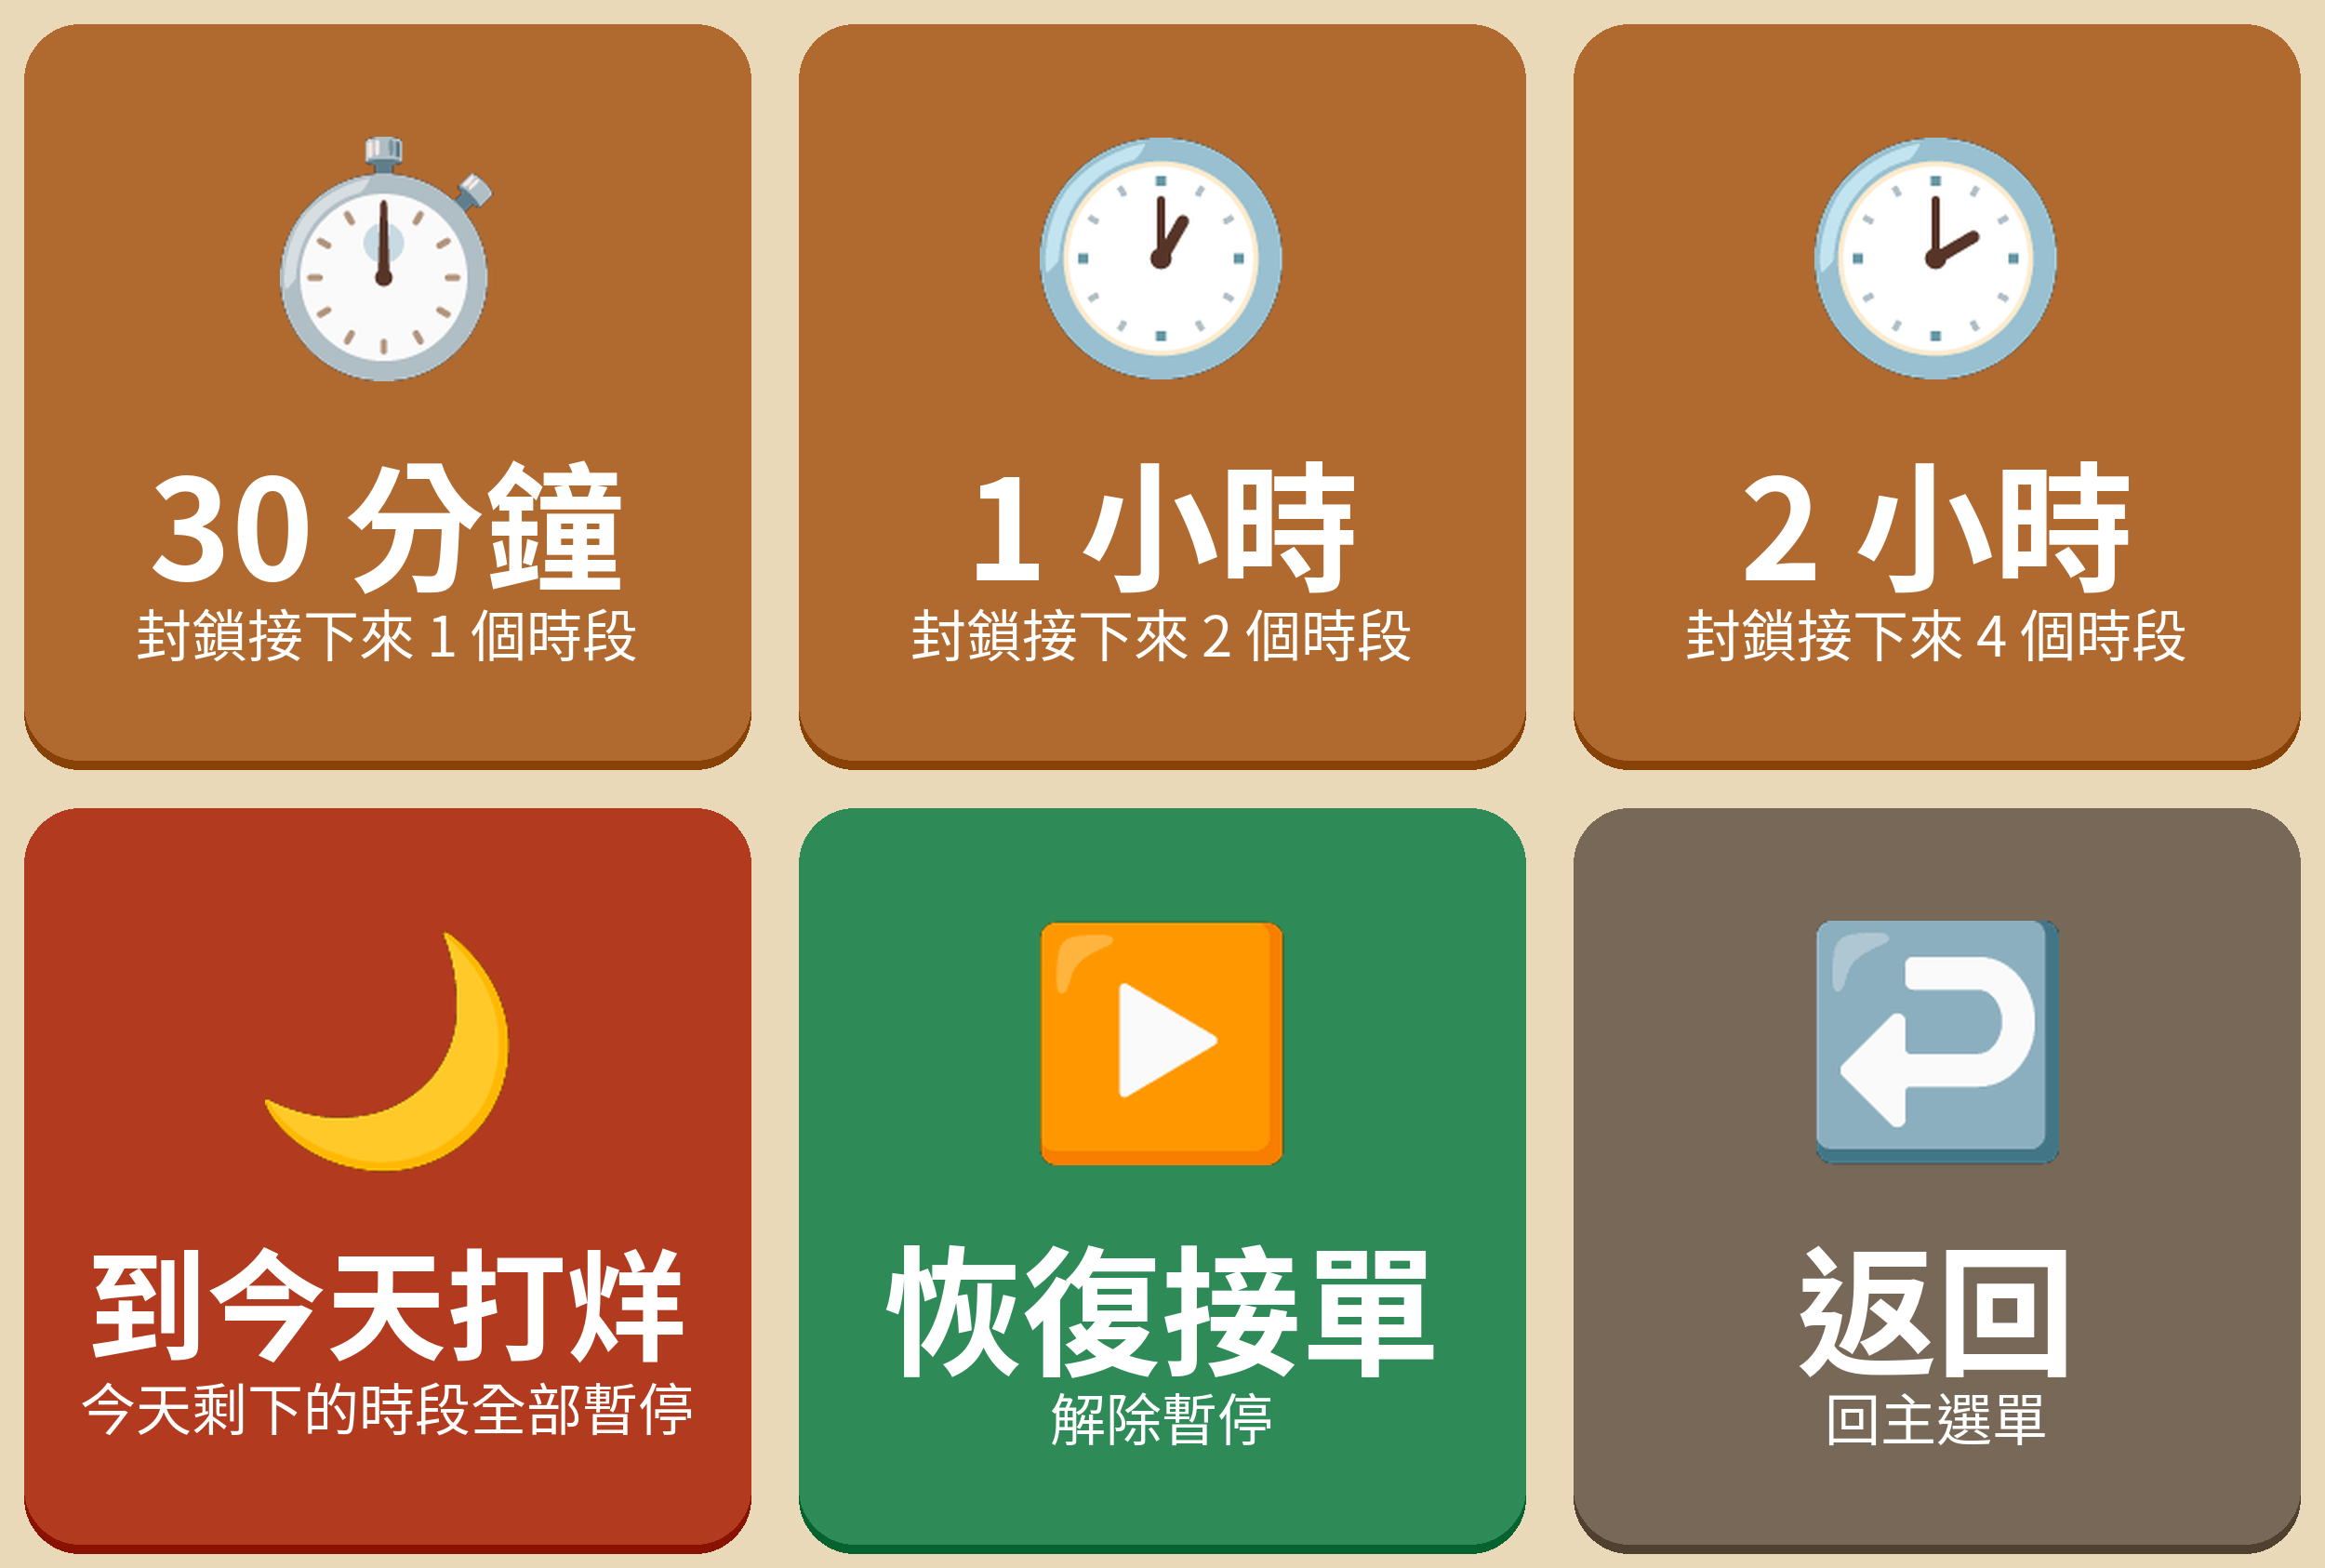 30 分鐘
封鎖接下來 1 個時段
1 小時
封鎖接下來 2 個時段
2 小時
封鎖接下來 4 個時段
到今天打烊
今天剩下的時段全部暫停
恢復接單
解除暫停
返回
回主選單